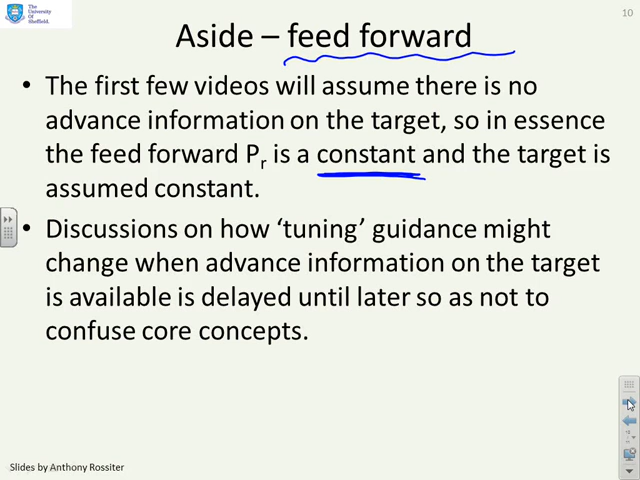 The
University
Of
Sheffield.
10
Aside – feed forward
• The first few videos will assume there is no
advance information on the target, so in essence
the feed forward Pr is a constant and the target is
assumed constant.
• Discussions on how ‘tuning’ guidance might
change when advance information on the target
is available is delayed until later so as not to
confuse core concepts.
Slides by Anthony Rossiter